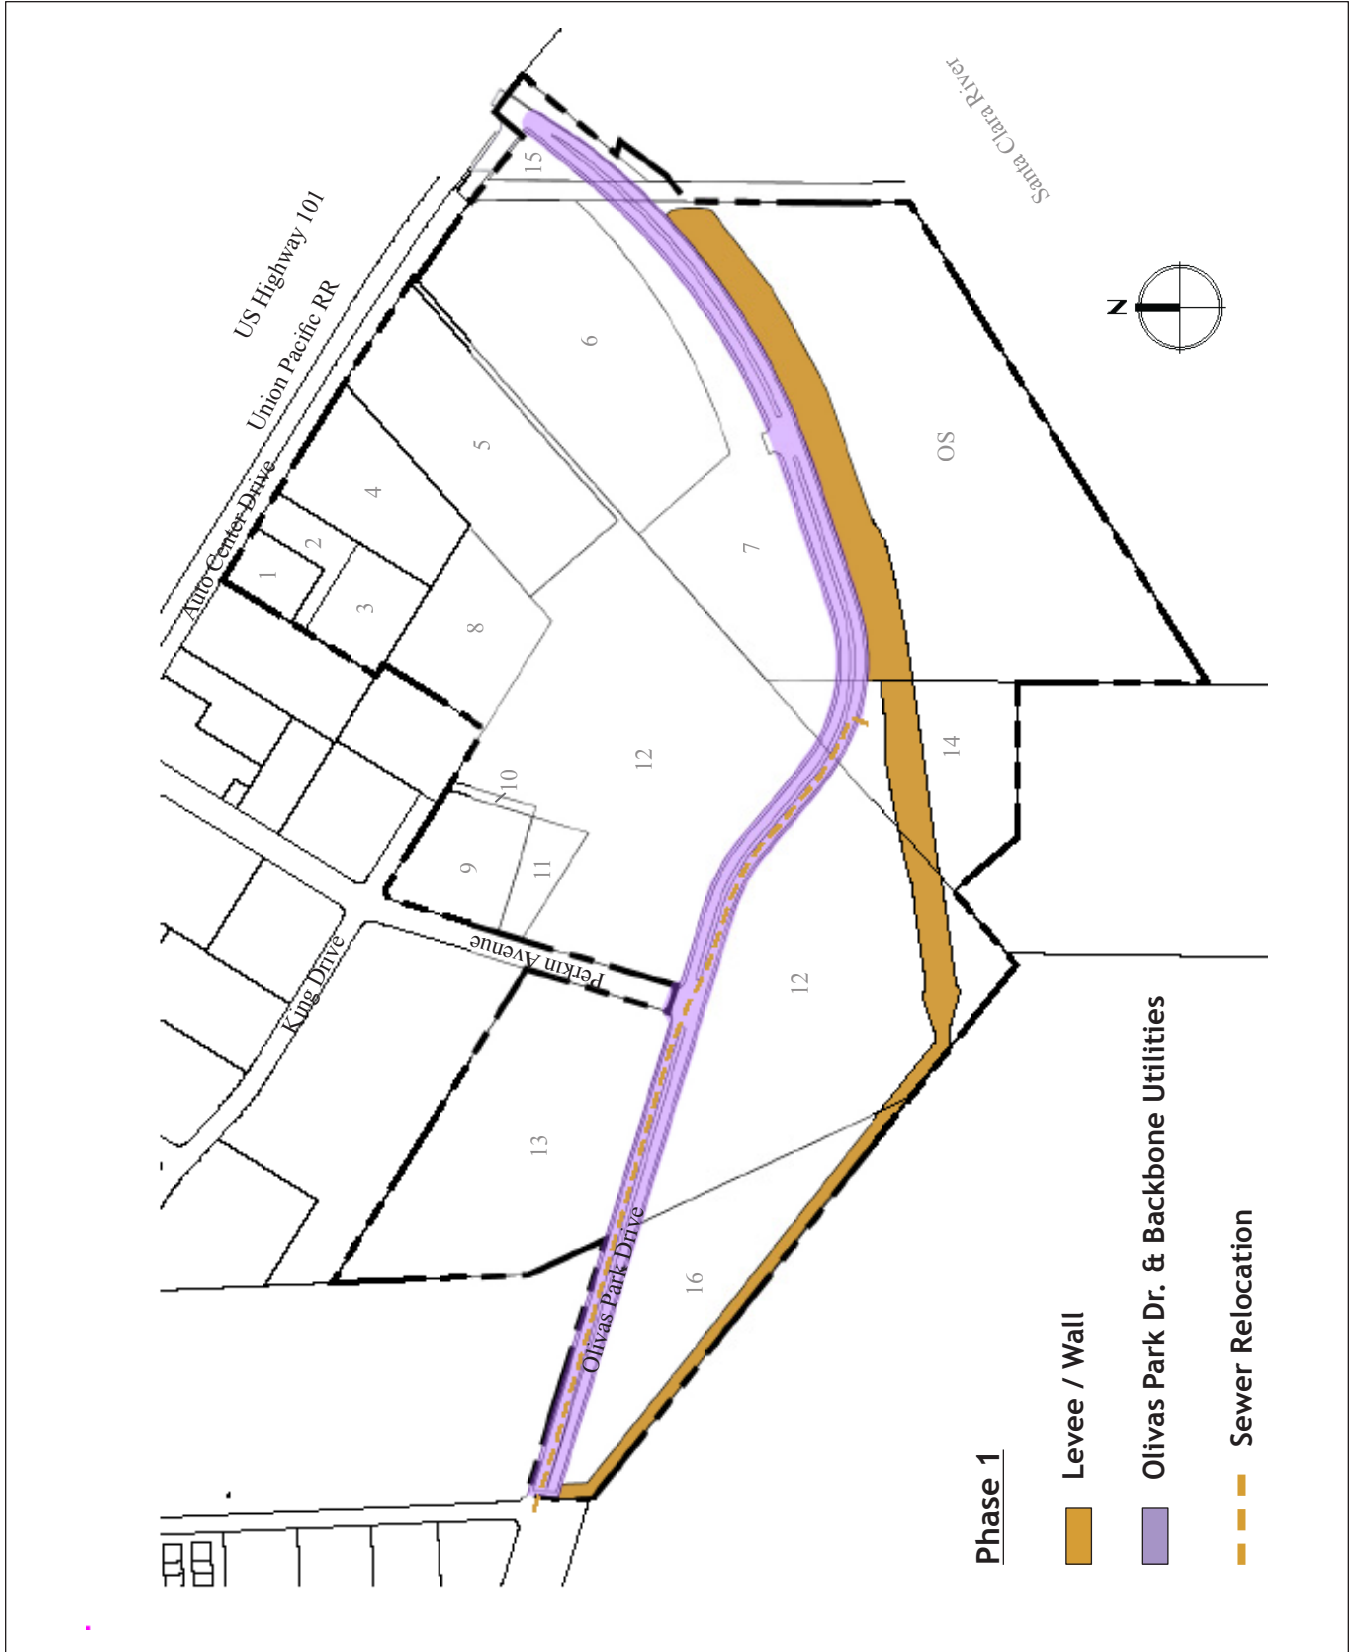 US Highway 101
Union Pacific RR
Auto Center Drive
Santa Clara River
15
6
5
4
2
1
3
8
7
OS
N
10
12
14
9
11
Perkin Avenue
King Drive
12
13
Olivas Park Drive
16
Phase 1
Levee / Wall
Olivas Park Dr. & Backbone Utilities
Sewer Relocation